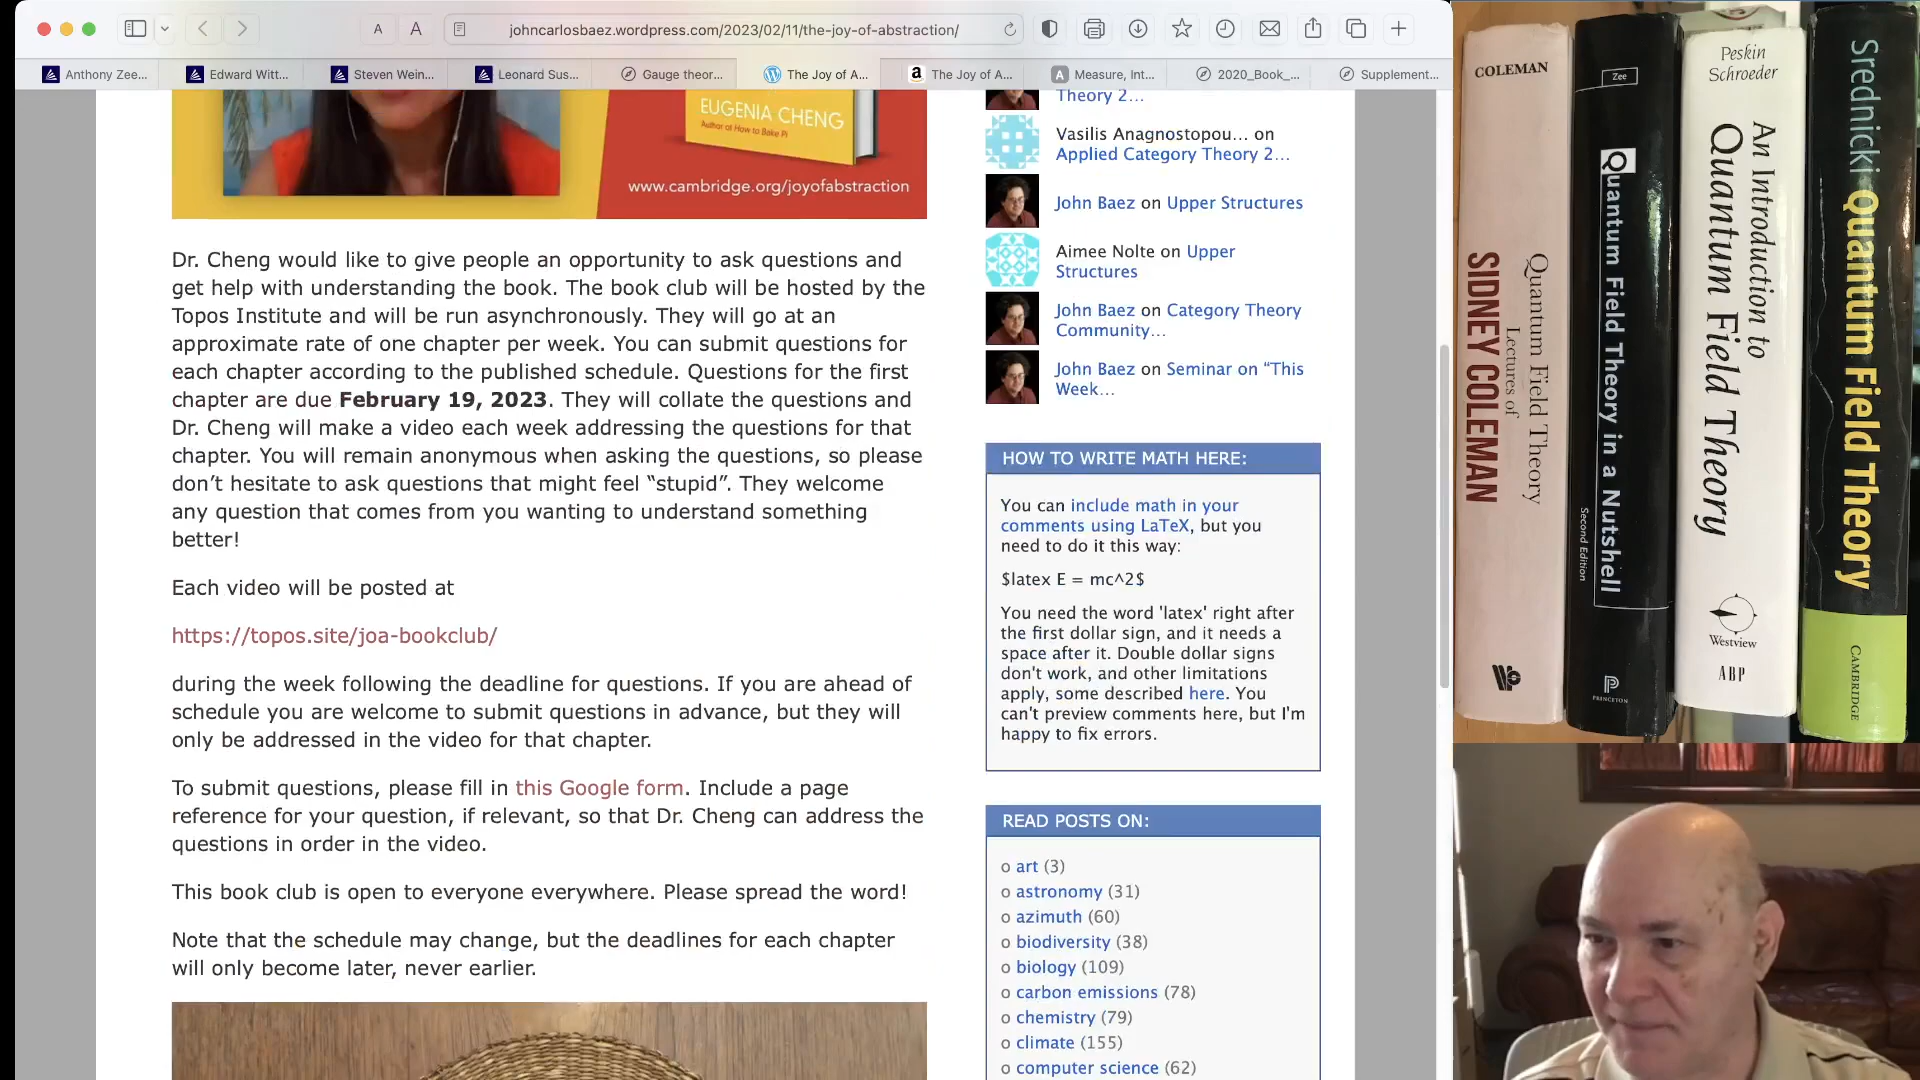 johncarlosbaez.wordpress.com/2023/02/11/the-joy-of-abstraction/
A A
Anthony Zee...
Edward Witt...
Steven Wein...
Leonard Sus...
Gauge theor...
The Joy of A...
The Joy of A...
Measure, Int...
2020_Book_...
Supplement...
EUGENIA CHENG
Author of How to Bake Pi
www.cambridge.org/joyofabstraction
Dr. Cheng would like to give people an opportunity to ask questions and
get help with understanding the book. The book club will be hosted by the
Topos Institute and will be run asynchronously. They will go at an
approximate rate of one chapter per week. You can submit questions for
each chapter according to the published schedule. Questions for the first
chapter are due February 19, 2023. They will collate the questions and
Dr. Cheng will make a video each week addressing the questions for that
chapter. You will remain anonymous when asking the questions, so please
don’t hesitate to ask questions that might feel “stupid”. They welcome
any question that comes from you wanting to understand something
better!
Each video will be posted at
https://topos.site/joa-bookclub/
during the week following the deadline for questions. If you are ahead of
schedule you are welcome to submit questions in advance, but they will
only be addressed in the video for that chapter.
To submit questions, please fill in this Google form. Include a page
reference for your question, if relevant, so that Dr. Cheng can address the
questions in order in the video.
This book club is open to everyone everywhere. Please spread the word!
Note that the schedule may change, but the deadlines for each chapter
will only become later, never earlier.
Theory 2...
Vasilis Anagnostopou... on
Applied Category Theory 2...
John Baez on Upper Structures
Aimee Nolte on Upper
Structures
John Baez on Category Theory
Community...
John Baez on Seminar on “This
Week...
HOW TO WRITE MATH HERE:
You can include math in your
comments using LaTeX, but you
need to do it this way:
$latex E = mc^2$
You need the word 'latex' right after
the first dollar sign, and it needs a
space after it. Double dollar signs
don't work, and other limitations
apply, some described here. You
can't preview comments here, but I'm
happy to fix errors.
READ POSTS ON:
o art (3)
o astronomy (31)
o azimuth (60)
o biodiversity (38)
o biology (109)
o carbon emissions (78)
o chemistry (79)
o climate (155)
o computer science (62)
COLEMAN
Quantum Field Theory
Lectures of
SIDNEY COLEMAN
Zee
Quantum Field Theory in a Nutshell
Second Edition
PRINCETON
Peskin
Schroeder
An Introduction to
Quantum Field Theory
Westview
ABP
Srednicki
Quantum Field Theory
CAMBRIDGE